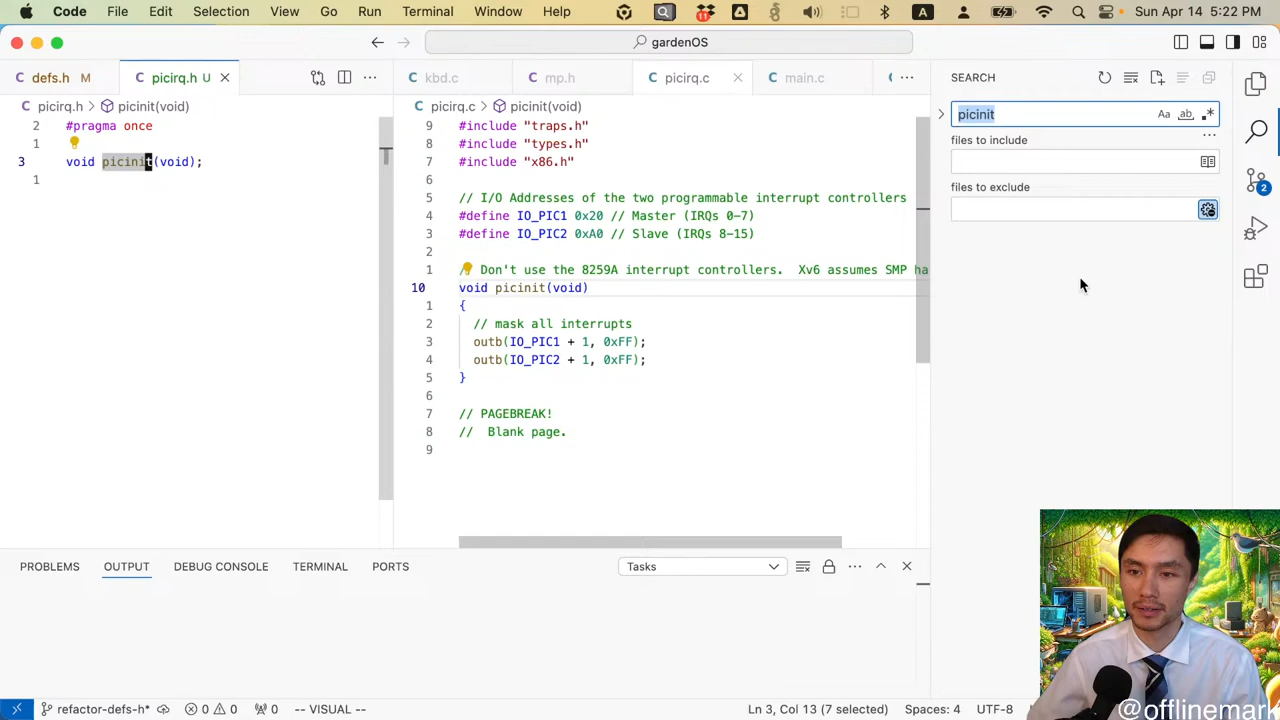 Code File Edit Selection View Go Run Terminal Window Help A Sun Apr 14 5:22 PM
gardenOS
C defs.h M
C picirq.h U
C kbd.c
C mp.h
C picirq.c
C main.c
C
SEARCH
C picirq.h > picinit(void)
C picirq.c > picinit(void)
picinit
Aa ab .*
2 #pragma once
1
3 void picinit(void);
1
9 #include "traps.h"
8 #include "types.h"
7 #include "x86.h"
6
5 // I/O Addresses of the two programmable interrupt controllers
4 #define IO_PIC1 0x20 // Master (IRQs 0-7)
3 #define IO_PIC2 0xA0 // Slave (IRQs 8-15)
2
1 // Don't use the 8259A interrupt controllers. Xv6 assumes SMP ha
10 void picinit(void)
1 {
2 // mask all interrupts
3 outb(IO_PIC1 + 1, 0xFF);
4 outb(IO_PIC2 + 1, 0xFF);
5 }
6
7 // PAGEBREAK!
8 // Blank page.
9
files to include
files to exclude
2
PROBLEMS OUTPUT DEBUG CONSOLE TERMINAL PORTS
Tasks
refactor-defs-h* 0 0 0 -- VISUAL --
Ln 3, Col 13 (7 selected) Spaces: 4 UTF-8
@offlinemark